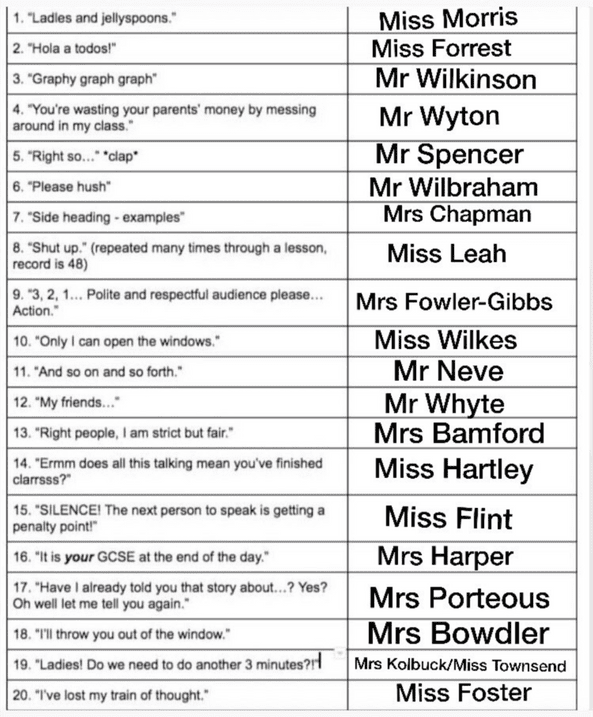 1. "Ladies and jellyspoons."
Miss Morris
2. "Hola a todos!"
Miss Forrest
3. "Graphy graph graph"
Mr Wilkinson
4. "You're wasting your parents' money by messing
around in my class."
Mr Wyton
5. "Right so..." *clap*
Mr Spencer
6. "Please hush"
Mr Wilbraham
7. "Side heading - examples"
Mrs Chapman
8. "Shut up." (repeated many times through a lesson,
record is 48)
Miss Leah
9. "3, 2, 1... Polite and respectful audience please...
Action."
Mrs Fowler-Gibbs
10. "Only I can open the windows."
Miss Wilkes
11. "And so on and so forth."
Mr Neve
12. "My friends..."
Mr Whyte
13. "Right people, I am strict but fair."
Mrs Bamford
14. "Ermm does all this talking mean you've finished
clarrsss?"
Miss Hartley
15. "SILENCE! The next person to speak is getting a
penalty point!"
Miss Flint
16. "It is your GCSE at the end of the day."
Mrs Harper
17. "Have I already told you that story about...? Yes?
Oh well let me tell you again."
Mrs Porteous
18. "I'll throw you out of the window."
Mrs Bowdler
19. "Ladies! Do we need to do another 3 minutes?!"
Mrs Kolbuck/Miss Townsend
20. "I've lost my train of thought."
Miss Foster